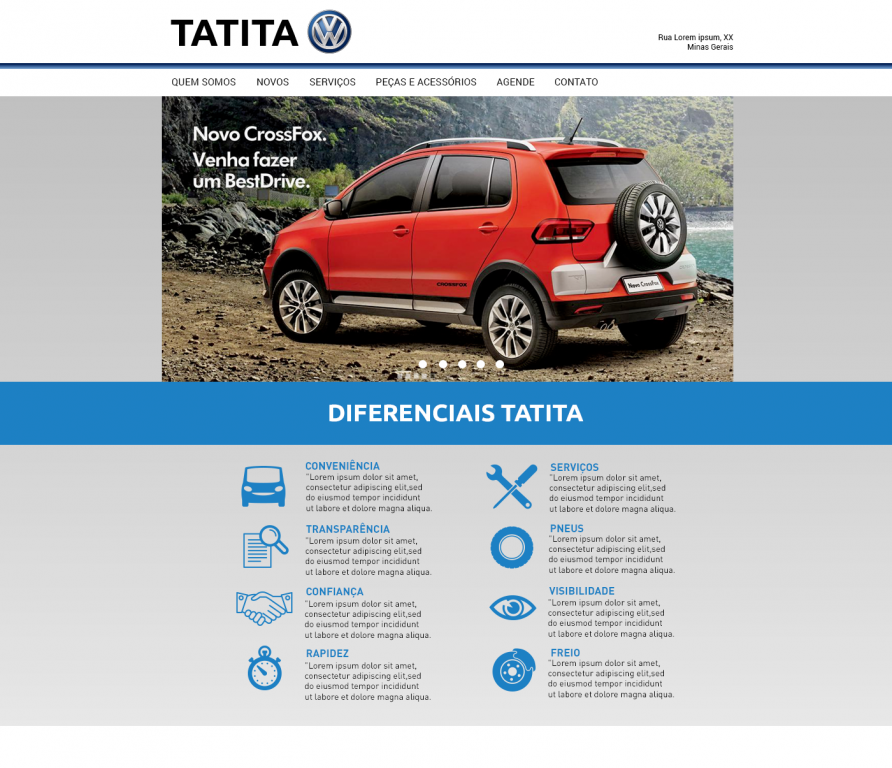 TATITA
Rua Lorem ipsum, XX
Minas Gerais
QUEM SOMOS NOVOS SERVIÇOS PEÇAS E ACESSÓRIOS AGENDE CONTATO
Novo CrossFox.
Venha fazer
um BestDrive.
CROSSFOX
Novo CrossFox.
DIFERENCIAIS TATITA
CONVENIÊNCIA
"Lorem ipsum dolor sit amet,
consectetur adipiscing elit,sed
do eiusmod tempor incididunt
ut labore et dolore magna aliqua.
SERVIÇOS
"Lorem ipsum dolor sit amet,
consectetur adipiscing elit,sed
do eiusmod tempor incididunt
ut labore et dolore magna aliqua.
TRANSPARÊNCIA
"Lorem ipsum dolor sit amet,
consectetur adipiscing elit,sed
do eiusmod tempor incididunt
ut labore et dolore magna aliqua.
PNEUS
"Lorem ipsum dolor sit amet,
consectetur adipiscing elit,sed
do eiusmod tempor incididunt
ut labore et dolore magna aliqua.
CONFIANÇA
"Lorem ipsum dolor sit amet,
consectetur adipiscing elit,sed
do eiusmod tempor incididunt
ut labore et dolore magna aliqua.
VISIBILIDADE
"Lorem ipsum dolor sit amet,
consectetur adipiscing elit,sed
do eiusmod tempor incididunt
ut labore et dolore magna aliqua.
RAPIDEZ
"Lorem ipsum dolor sit amet,
consectetur adipiscing elit,sed
do eiusmod tempor incididunt
ut labore et dolore magna aliqua.
FREIO
"Lorem ipsum dolor sit amet,
consectetur adipiscing elit,sed
do eiusmod tempor incididunt
ut labore et dolore magna aliqua.